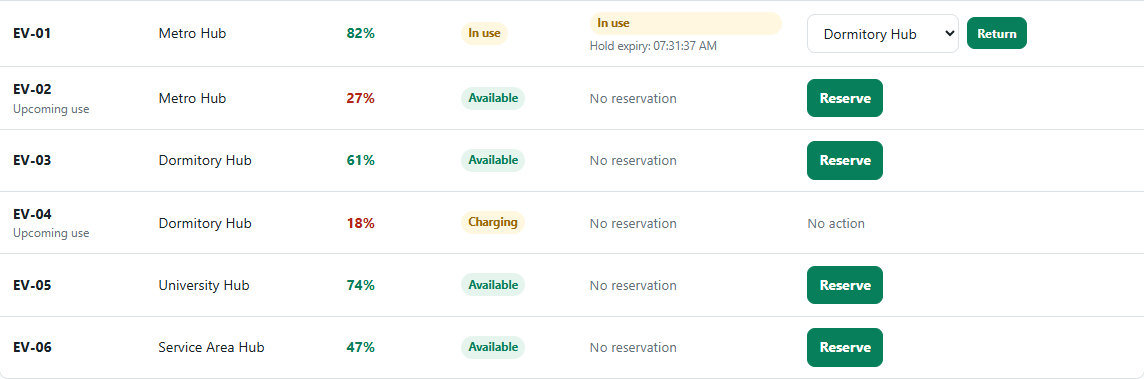 EV-01 Metro Hub 82% In use In use Dormitory Hub Return
Hold expiry: 07:31:37 AM
EV-02 Metro Hub 27% Available No reservation Reserve
Upcoming use
EV-03 Dormitory Hub 61% Available No reservation Reserve
EV-04 Dormitory Hub 18% Charging No reservation No action
Upcoming use
EV-05 University Hub 74% Available No reservation Reserve
EV-06 Service Area Hub 47% Available No reservation Reserve